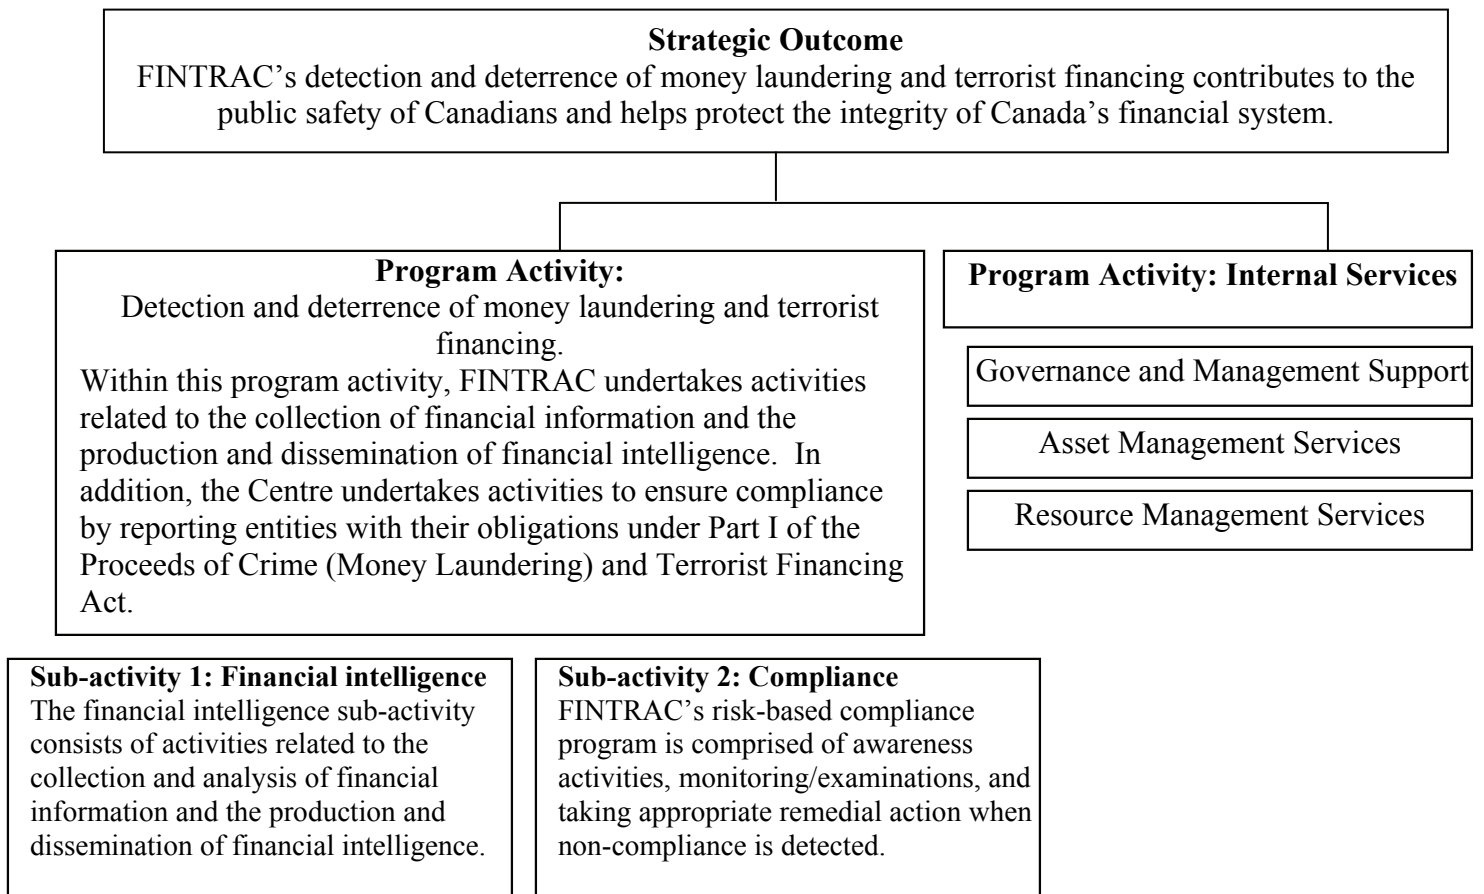 Strategic Outcome
FINTRAC’s detection and deterrence of money laundering and terrorist financing contributes to the
public safety of Canadians and helps protect the integrity of Canada’s financial system.
Program Activity:
Detection and deterrence of money laundering and terrorist
financing.
Within this program activity, FINTRAC undertakes activities
related to the collection of financial information and the
production and dissemination of financial intelligence.  In
addition, the Centre undertakes activities to ensure compliance
by reporting entities with their obligations under Part I of the
Proceeds of Crime (Money Laundering) and Terrorist Financing
Act.
Program Activity: Internal Services
Governance and Management Support
Asset Management Services
Resource Management Services
Sub-activity 1: Financial intelligence
The financial intelligence sub-activity
consists of activities related to the
collection and analysis of financial
information and the production and
dissemination of financial intelligence.
Sub-activity 2: Compliance
FINTRAC’s risk-based compliance
program is comprised of awareness
activities, monitoring/examinations, and
taking appropriate remedial action when
non-compliance is detected.